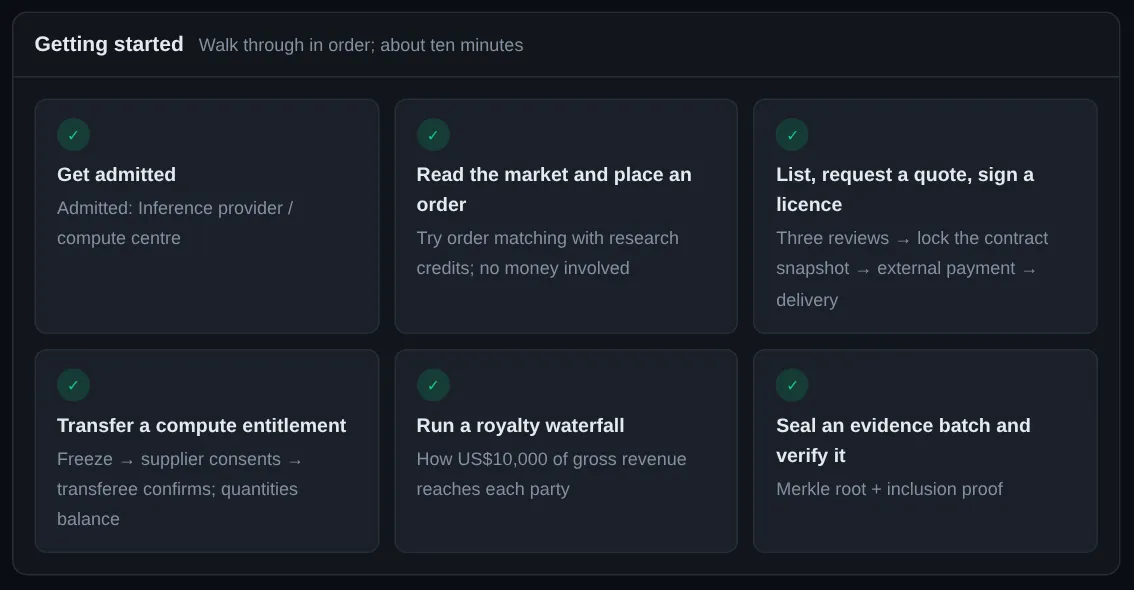 Getting started Walk through in order; about ten minutes
✓
Get admitted
Admitted: Inference provider /
compute centre
✓
Read the market and place an
order
Try order matching with research
credits; no money involved
✓
List, request a quote, sign a
licence
Three reviews → lock the contract
snapshot → external payment →
delivery
✓
Transfer a compute entitlement
Freeze → supplier consents →
transferee confirms; quantities
balance
✓
Run a royalty waterfall
How US$10,000 of gross revenue
reaches each party
✓
Seal an evidence batch and
verify it
Merkle root + inclusion proof